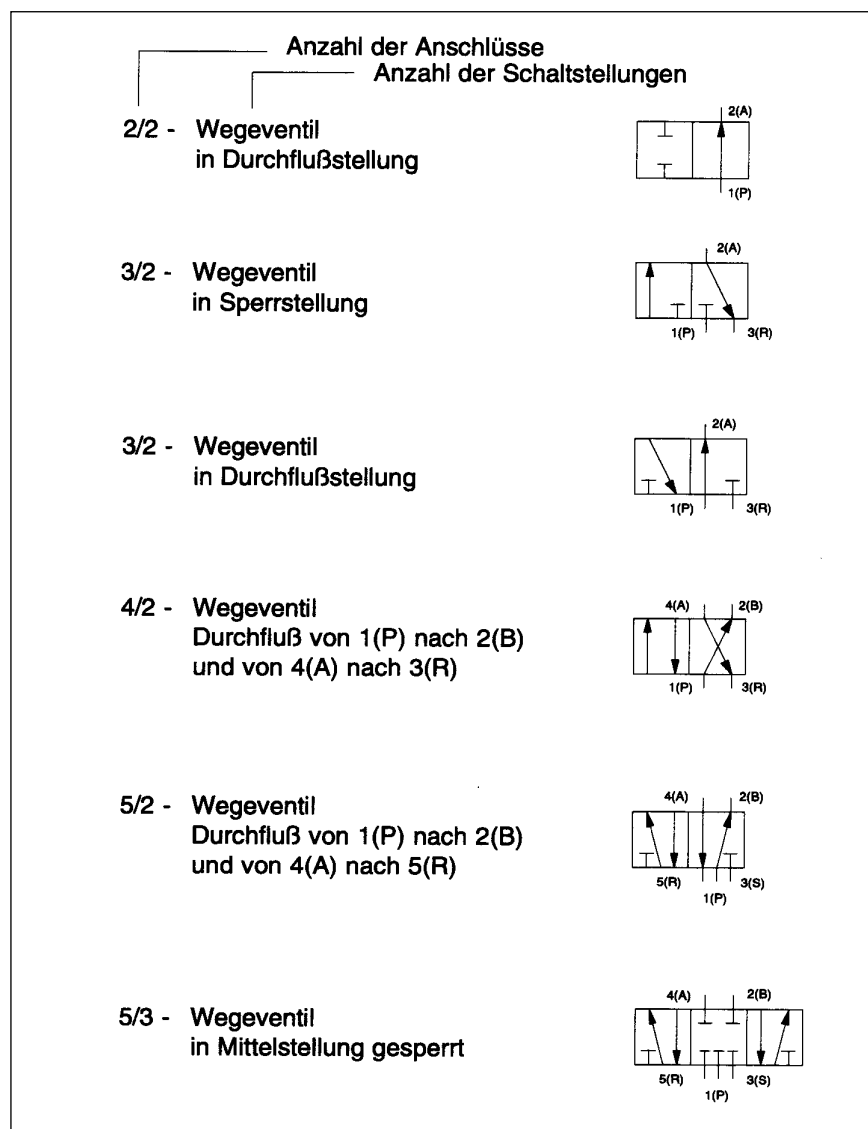 Anzahl der Anschlüsse
Anzahl der Schaltstellungen
2/2 - Wegeventil
in Durchflußstellung
2(A)
1(P)
3/2 - Wegeventil
in Sperrstellung
2(A)
1(P) 3(R)
3/2 - Wegeventil
in Durchflußstellung
2(A)
1(P) 3(R)
4/2 - Wegeventil
Durchfluß von 1(P) nach 2(B)
und von 4(A) nach 3(R)
4(A) 2(B)
1(P) 3(R)
5/2 - Wegeventil
Durchfluß von 1(P) nach 2(B)
und von 4(A) nach 5(R)
4(A) 2(B)
5(R) 3(S)
1(P)
5/3 - Wegeventil
in Mittelstellung gesperrt
4(A) 2(B)
5(R) 3(S)
1(P)